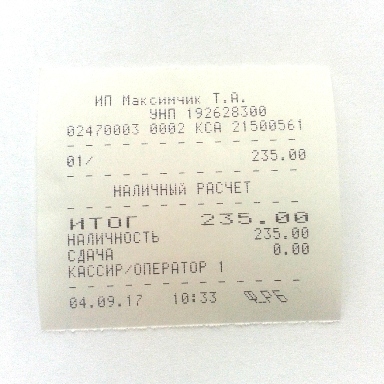 ИП Максимчик Т.А.
УНП 192628300
02470003 0002 КСА 21500561
01/ 235.00
НАЛИЧНЫЙ РАСЧЕТ
ИТОГ 235.00
НАЛИЧНОСТЬ 235.00
СДАЧА 0.00
КАССИР/ОПЕРАТОР 1
04.09.17 10:33 ФРБ